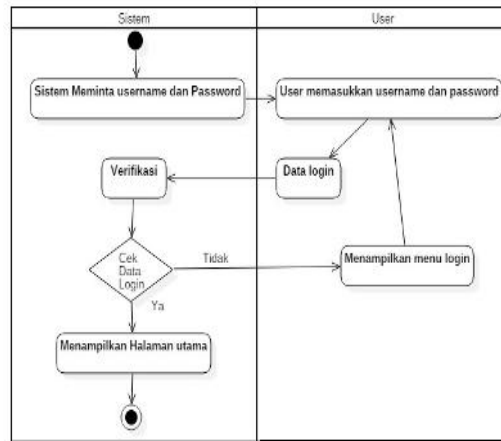 Sistem
User
Sistem Meminta username dan Password
User memasukkan username dan password
Verifikasi
Data login
Cek
Data
Login
Tidak
Menampilkan menu login
Ya
Menampilkan Halaman utama